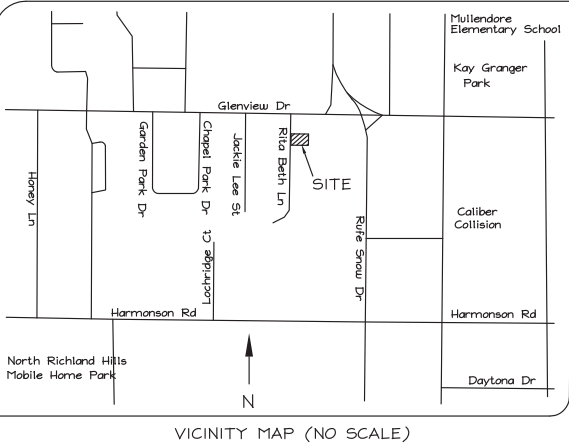 Mullendore
Elementary School
Kay Granger
Park
Glenview Dr
Honey Ln
Garden Park Dr
Chapel Park Dr
Jackie Lee St
Rita Beth Ln
SITE
Rufe Snow Dr
Caliber
Collision
Lochridge Ct
Harmonson Rd
Harmonson Rd
North Richland Hills
Mobile Home Park
Daytona Dr
N
VICINITY MAP (NO SCALE)